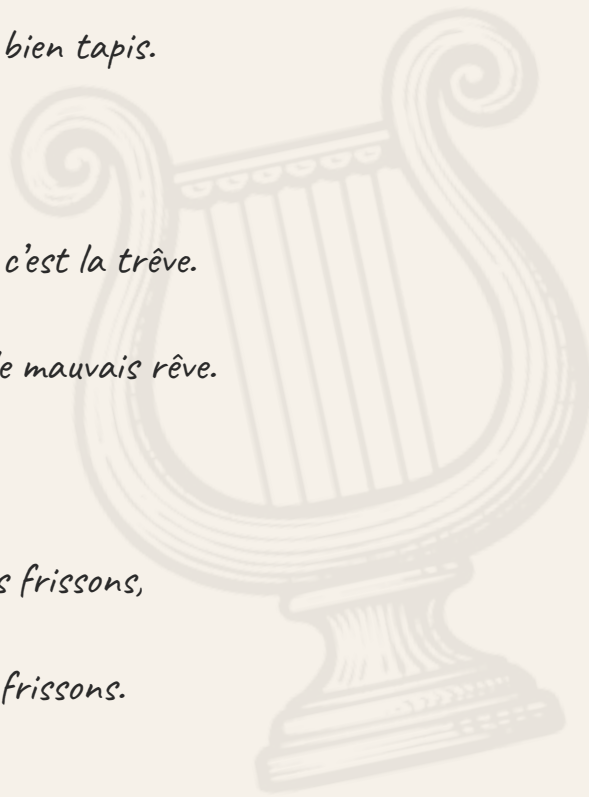 bien tapis.
c’est la trêve.
mauvais rêve.
frissons,
frissons.